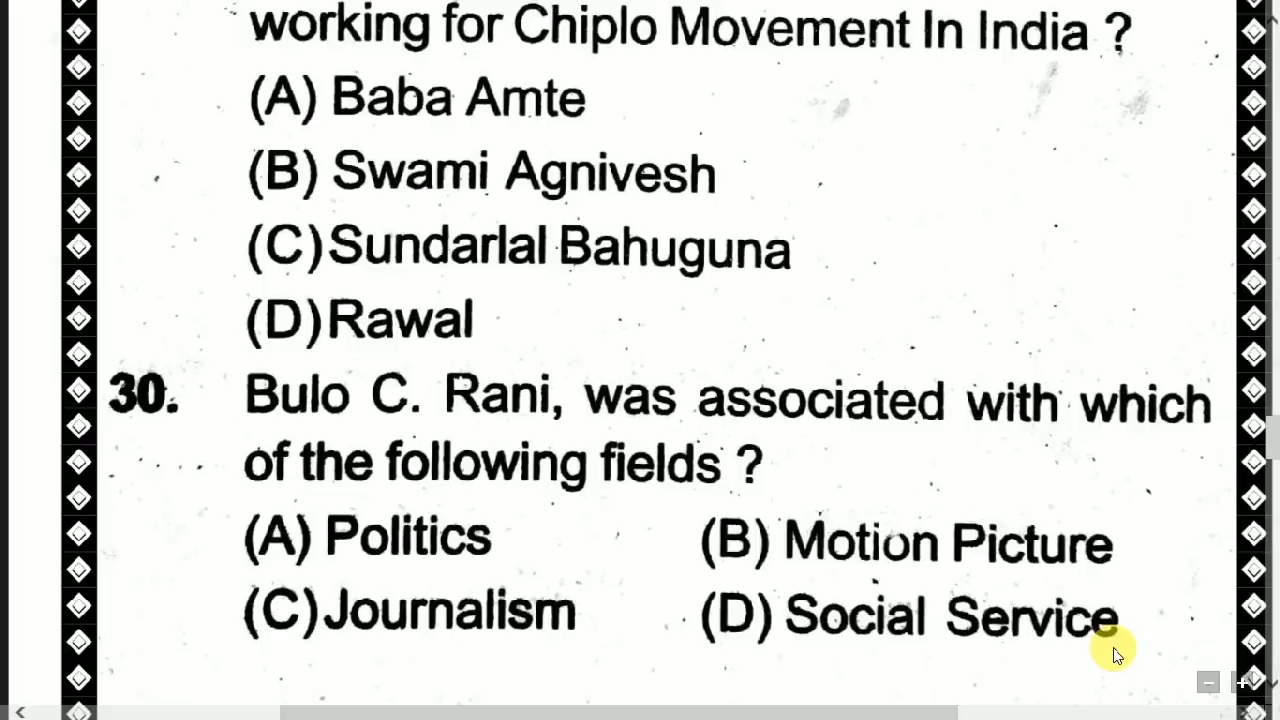 working for Chiplo Movement In India ?
(A) Baba Amte
(B) Swami Agnivesh
(C) Sundarlal Bahuguna
(D) Rawal
30. Bulo C. Rani, was associated with which
of the following fields ?
(A) Politics (B) Motion Picture
(C) Journalism (D) Social Service